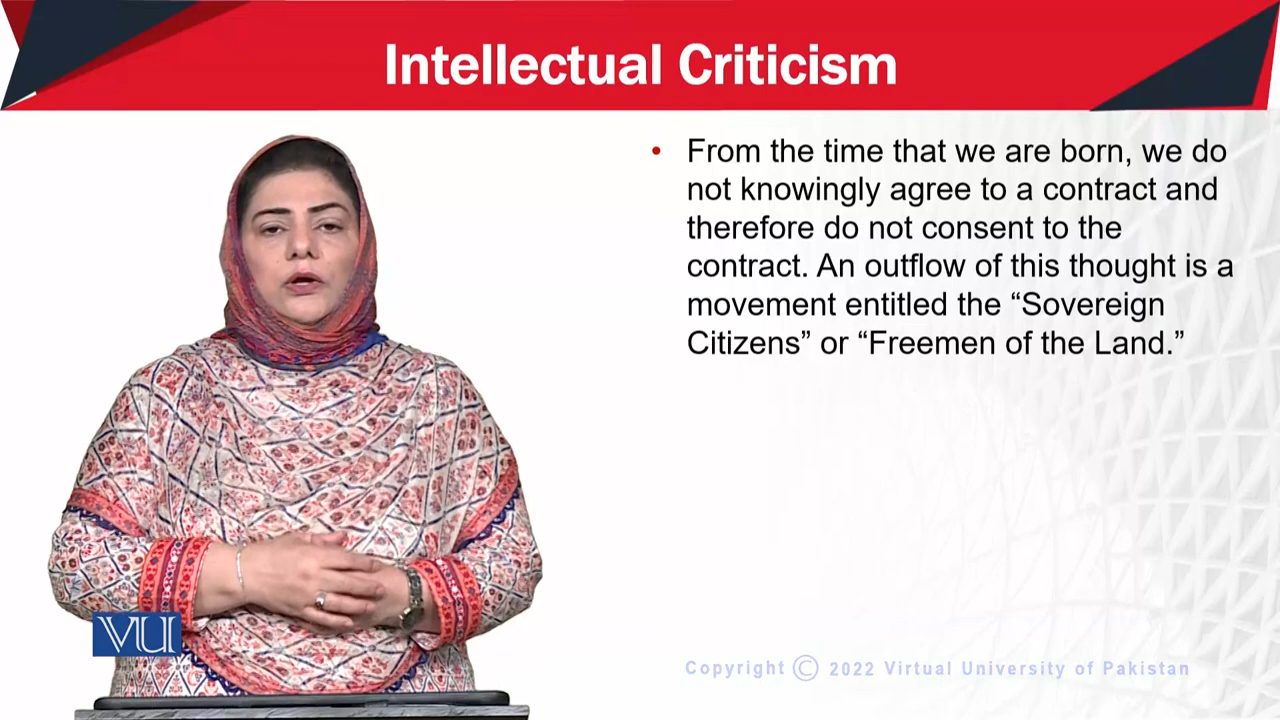 Intellectual Criticism
• From the time that we are born, we do
not knowingly agree to a contract and
therefore do not consent to the
contract. An outflow of this thought is a
movement entitled the “Sovereign
Citizens” or “Freemen of the Land.”
VU
Copyright © 2022 Virtual University of Pakistan